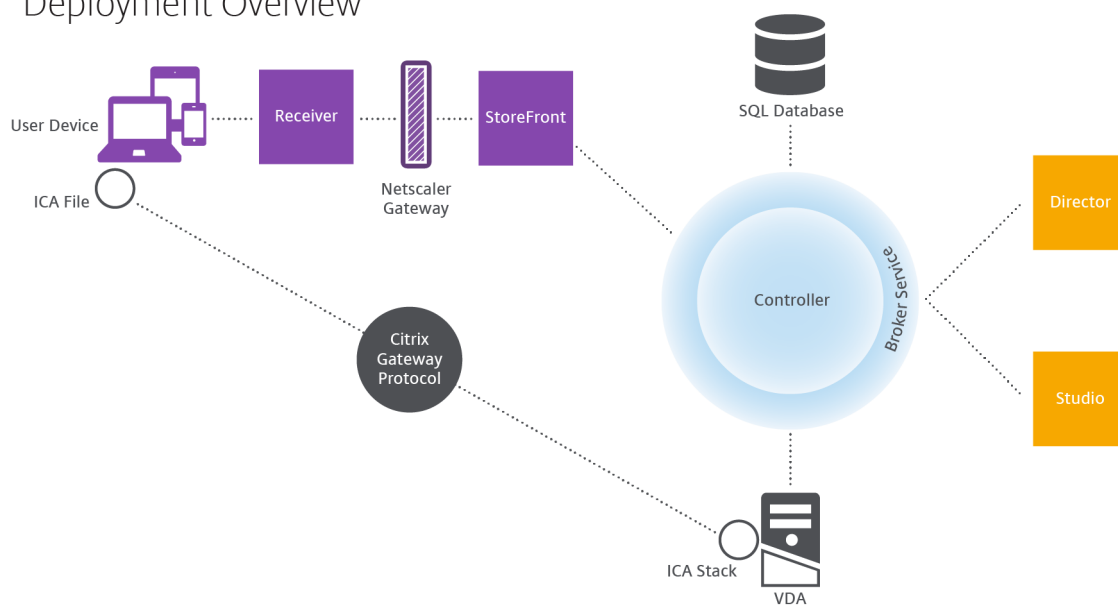 Deployment Overview
SQL Database
User Device
Receiver
StoreFront
Netscaler
Gateway
ICA File
Director
Broker Service
Controller
Citrix
Gateway
Protocol
Studio
ICA Stack
VDA